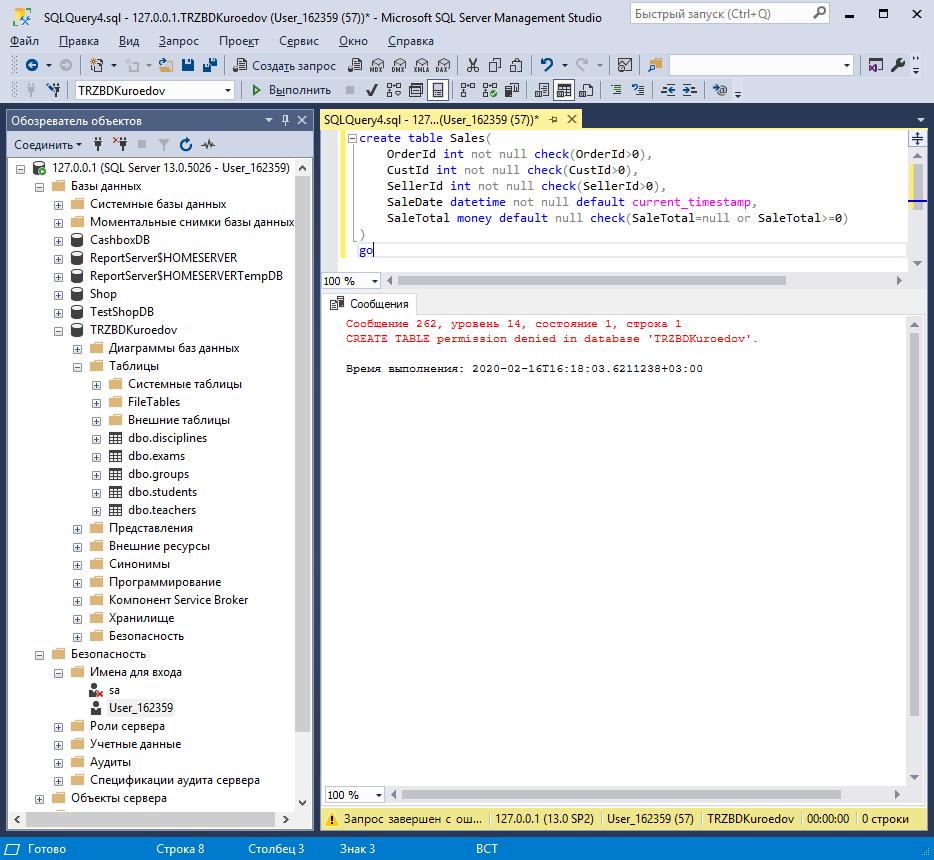 SQLQuery4.sql - 127.0.0.1.TRZBDKuroedov (User_162359 (57))* - Microsoft SQL Server Management Studio
Быстрый запуск (Ctrl+Q)
Файл Правка Вид Запрос Проект Сервис Окно Справка
Создать запрос MDX DMX XMLA DAX
TRZBDKuroedov Выполнить
Обозреватель объектов
Соединить
127.0.0.1 (SQL Server 13.0.5026 - User_162359)
Базы данных
Системные базы данных
Моментальные снимки базы данных
CashboxDB
ReportServer$HOMESERVER
ReportServer$HOMESERVERTempDB
Shop
TestShopDB
TRZBDKuroedov
Диаграммы баз данных
Таблицы
Системные таблицы
FileTables
Внешние таблицы
dbo.disciplines
dbo.exams
dbo.groups
dbo.students
dbo.teachers
Представления
Внешние ресурсы
Синонимы
Программирование
Компонент Service Broker
Хранилище
Безопасность
Безопасность
Имена для входа
sa
User_162359
Роли сервера
Учетные данные
Аудиты
Спецификации аудита сервера
Объекты сервера
SQLQuery4.sql - 127....(User_162359 (57))*
create table Sales(
OrderId int not null check(OrderId>0),
CustId int not null check(CustId>0),
SellerId int not null check(SellerId>0),
SaleDate datetime not null default current_timestamp,
SaleTotal money default null check(SaleTotal=null or SaleTotal>=0)
)
go
100 %
Сообщения
Сообщение 262, уровень 14, состояние 1, строка 1
CREATE TABLE permission denied in database 'TRZBDKuroedov'.
Время выполнения: 2020-02-16T16:18:03.6211238+03:00
100 %
Запрос завершен с ош... 127.0.0.1 (13.0 SP2) User_162359 (57) TRZBDKuroedov 00:00:00 0 строки
Готово Строка 8 Столбец 3 Знак 3 ВСТ